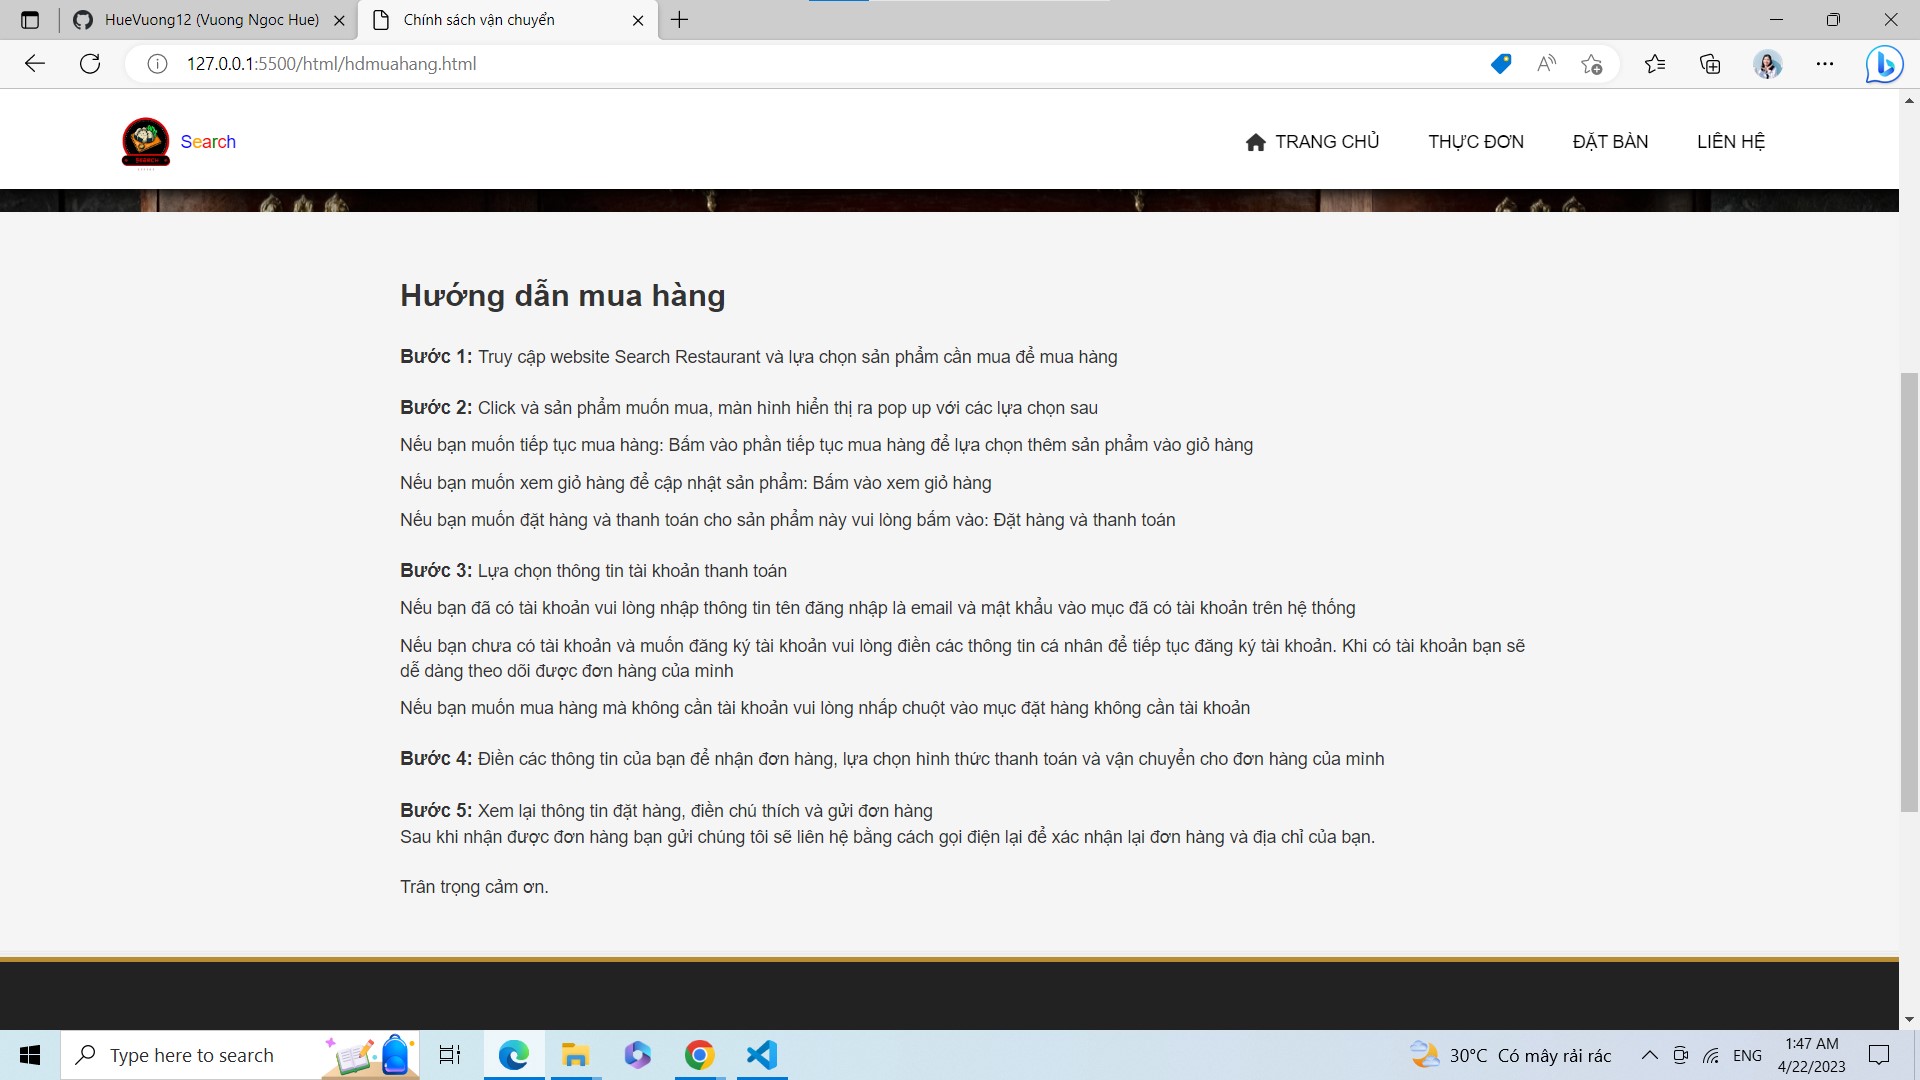 HueVuong12 (Vuong Ngoc Hue)
Chính sách vận chuyển
127.0.0.1:5500/html/hdmuahang.html
SEARCH
Search
TRANG CHỦ
THỰC ĐƠN
ĐẶT BÀN
LIÊN HỆ
Hướng dẫn mua hàng
Bước 1: Truy cập website Search Restaurant và lựa chọn sản phẩm cần mua để mua hàng
Bước 2: Click và sản phẩm muốn mua, màn hình hiển thị ra pop up với các lựa chọn sau
Nếu bạn muốn tiếp tục mua hàng: Bấm vào phần tiếp tục mua hàng để lựa chọn thêm sản phẩm vào giỏ hàng
Nếu bạn muốn xem giỏ hàng để cập nhật sản phẩm: Bấm vào xem giỏ hàng
Nếu bạn muốn đặt hàng và thanh toán cho sản phẩm này vui lòng bấm vào: Đặt hàng và thanh toán
Bước 3: Lựa chọn thông tin tài khoản thanh toán
Nếu bạn đã có tài khoản vui lòng nhập thông tin tên đăng nhập là email và mật khẩu vào mục đã có tài khoản trên hệ thống
Nếu bạn chưa có tài khoản và muốn đăng ký tài khoản vui lòng điền các thông tin cá nhân để tiếp tục đăng ký tài khoản. Khi có tài khoản bạn sẽ
dễ dàng theo dõi được đơn hàng của mình
Nếu bạn muốn mua hàng mà không cần tài khoản vui lòng nhấp chuột vào mục đặt hàng không cần tài khoản
Bước 4: Điền các thông tin của bạn để nhận đơn hàng, lựa chọn hình thức thanh toán và vận chuyển cho đơn hàng của mình
Bước 5: Xem lại thông tin đặt hàng, điền chú thích và gửi đơn hàng
Sau khi nhận được đơn hàng bạn gửi chúng tôi sẽ liên hệ bằng cách gọi điện lại để xác nhận lại đơn hàng và địa chỉ của bạn.
Trân trọng cảm ơn.
Type here to search
30°C Có mây rải rác
ENG
1:47 AM
4/22/2023